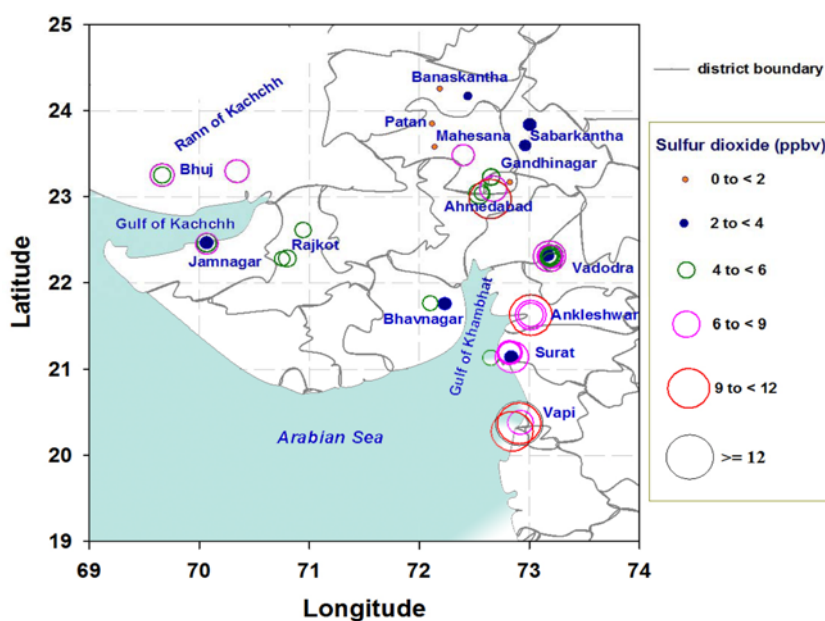 25
24
23
22
21
20
19
69
70
71
72
73
74
Latitude
Longitude
Banaskantha
Patan
Mahesana
Sabarkantha
Gandhinagar
Ahmedabad
Rann of Kachchh
Bhuj
Gulf of Kachchh
Jamnagar
Rajkot
Bhavnagar
Gulf of Khambhat
Vadodra
Ankleshwar
Surat
Vapi
Arabian Sea
district boundary
Sulfur dioxide (ppbv)
0 to < 2
2 to < 4
4 to < 6
6 to < 9
9 to < 12
>= 12